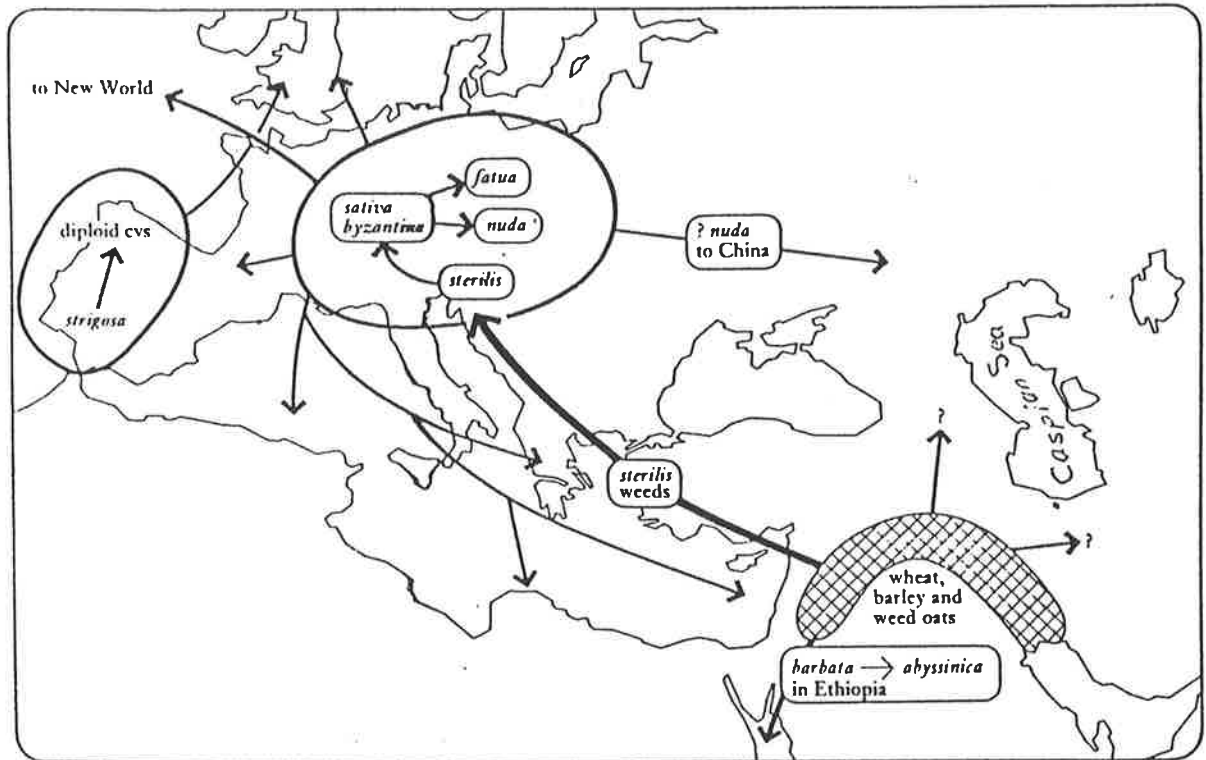 to New World
fatua
sativa
byzantina
nuda
sterilis
diploid cvs
strigosa
? nuda
to China
Caspian Sea
sterilis
weeds
?
?
wheat,
barley and
weed oats
barbata → abyssinica
in Ethiopia